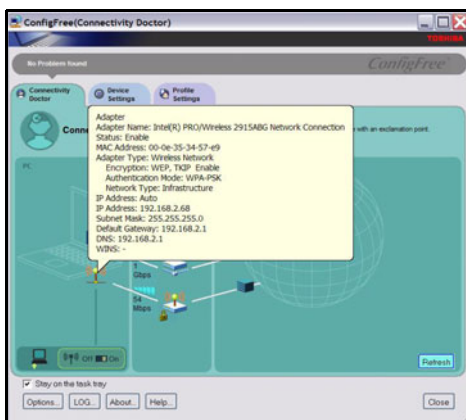 ConfigFree(Connectivity Doctor)
TOSHIBA
No Problem found
ConfigFree
Connectivity Doctor
Device Settings
Profile Settings
Conne
with an exclamation point.
PC
Adapter
Adapter Name: Intel(R) PRO/Wireless 2915ABG Network Connection
Status: Enable
MAC Address: 00-0e-35-34-57-e9
Adapter Type: Wireless Network
Encryption: WEP, TKIP Enable
Authentication Mode: WPA-PSK
Network Type: Infrastructure
IP Address: Auto
IP Address: 192.168.2.68
Subnet Mask: 255.255.255.0
Default Gateway: 192.168.2.1
DNS: 192.168.2.1
WINS: -
1
Gbps
54
Mbps
Off On
Refresh
Stay on the task tray
Options...
LOG...
About...
Help...
Close